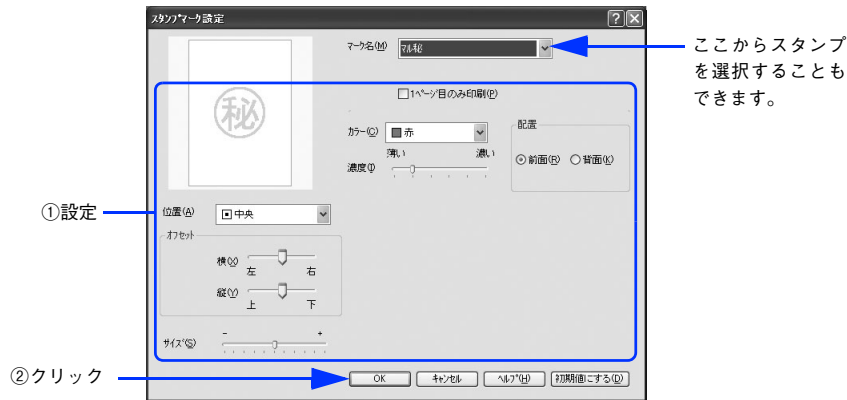 スタンプマーク設定
マーク名(M) マル秘
ここからスタンプ
を選択することも
できます。
1ページ目のみ印刷(P)
秘
カラー(C) 赤
配置
薄い 濃い
前面(R) 背面(K)
濃度(I)
①設定
位置(A) 中央
オフセット
横(X)
左 右
縦(Y)
上 下
- +
サイズ(S)
②クリック
OK キャンセル ヘルプ(H) 初期値にする(D)